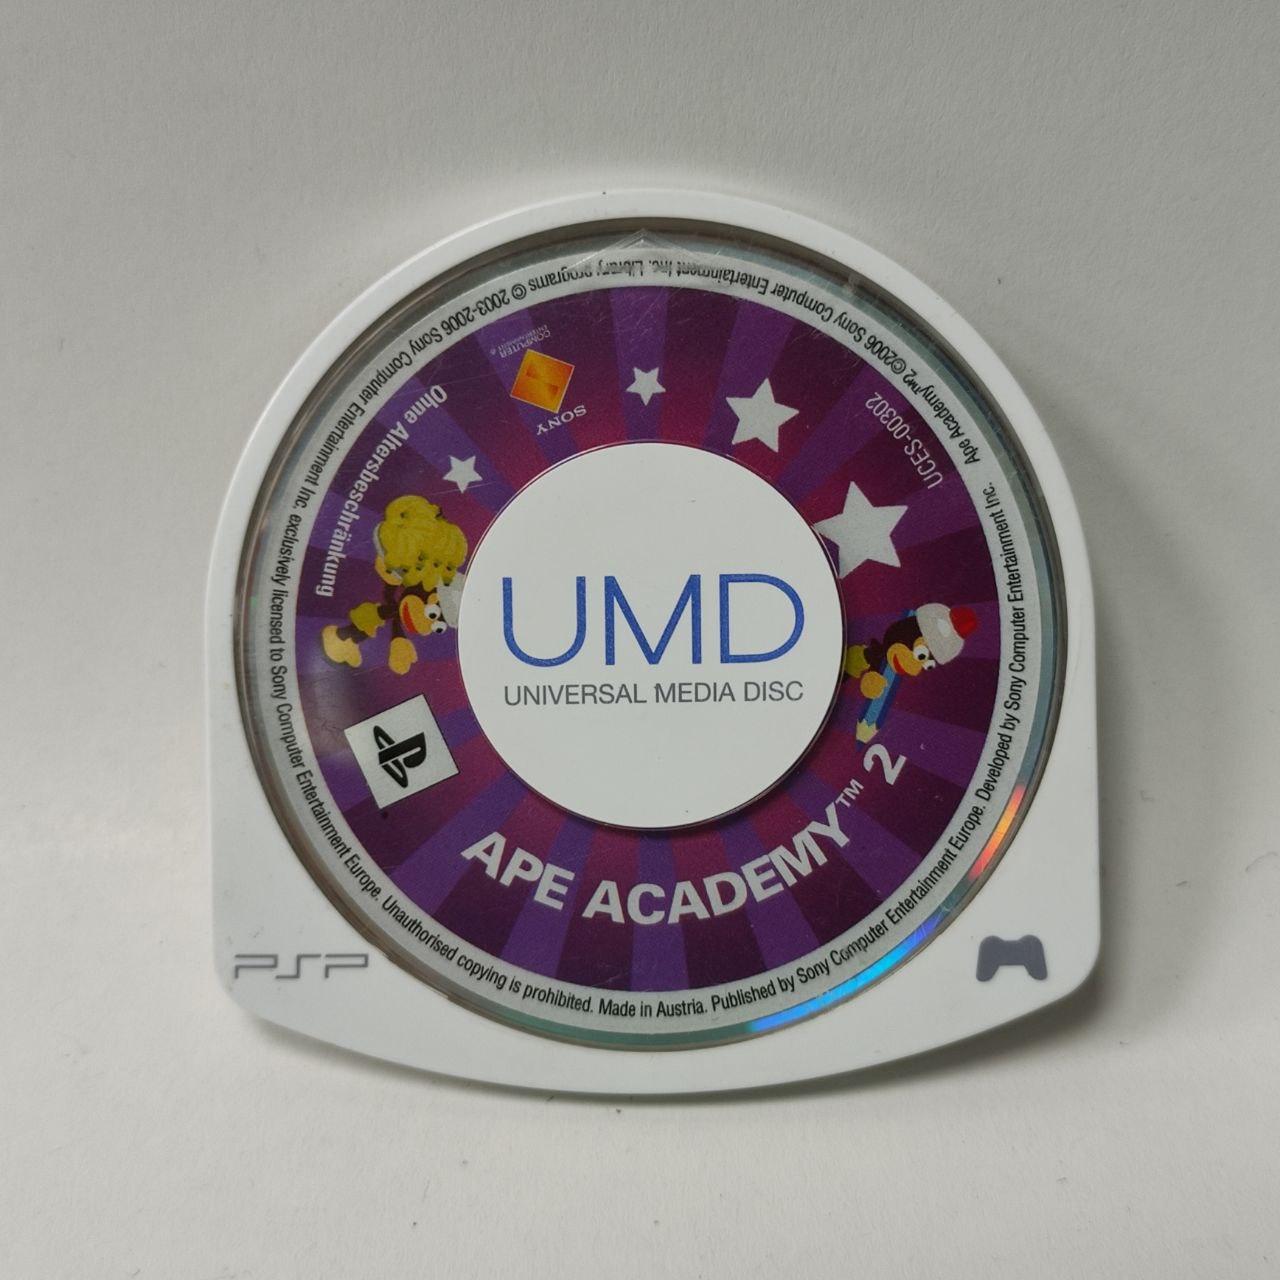 UMD
UNIVERSAL MEDIA DISC
APE ACADEMY™ 2
UCES-00302
SONY
COMPUTER
ENTERTAINMENT ®
Ohne Altersbeschränkung
PSP
Ape Academy™2 ©2006 Sony Computer Entertainment Inc. Library programs © 2003-2006 Sony Computer Entertainment Inc. exclusively licensed to Sony Computer Entertainment Europe. Unauthorised copying is prohibited. Made in Austria. Published by Sony Computer Entertainment Europe. Developed by Sony Computer Entertainment Inc.